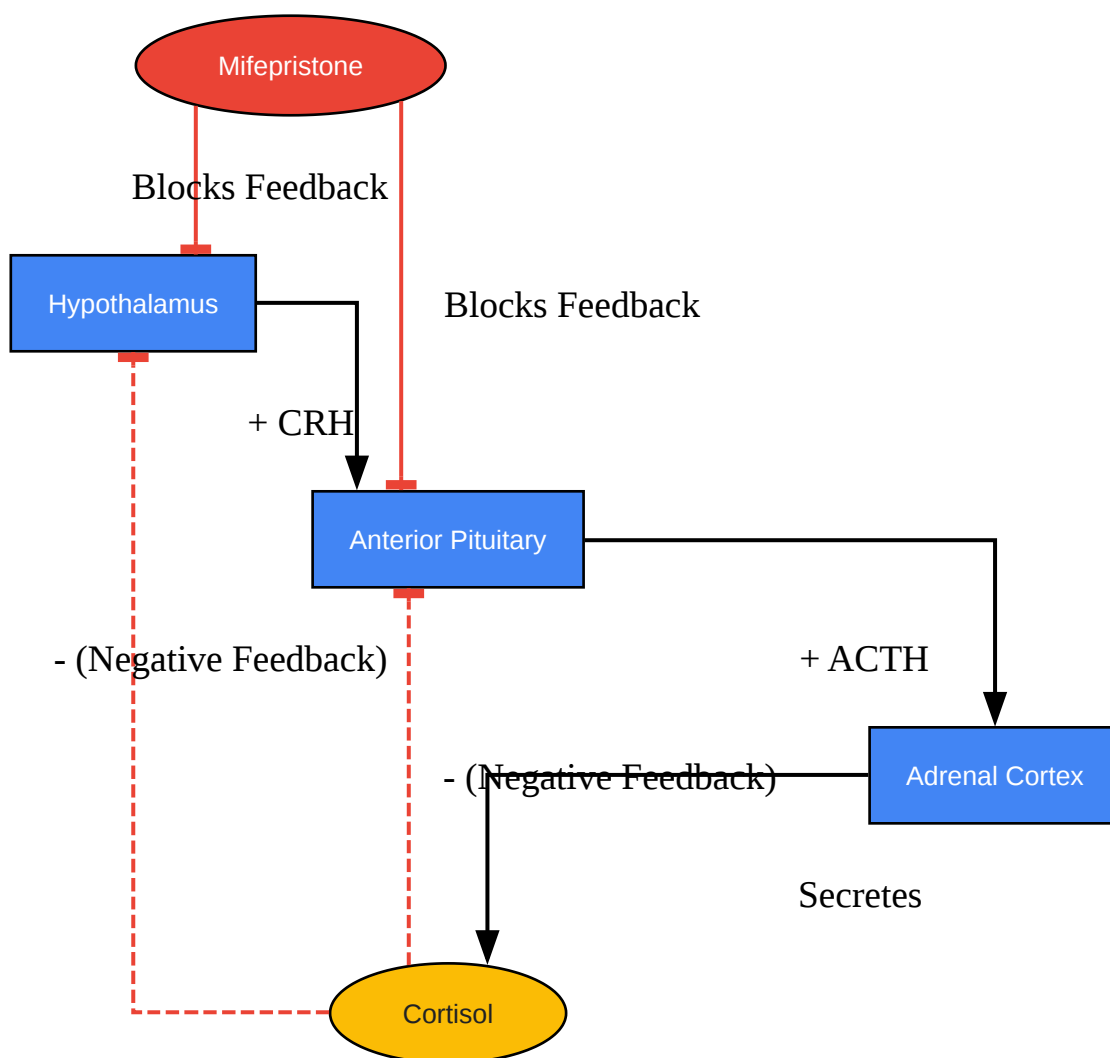 Mifepristone
Blocks Feedback
Hypothalamus
Blocks Feedback
+ CRH
Anterior Pituitary
- (Negative Feedback)
+ ACTH
- (Negative Feedback)
Adrenal Cortex
Secretes
Cortisol